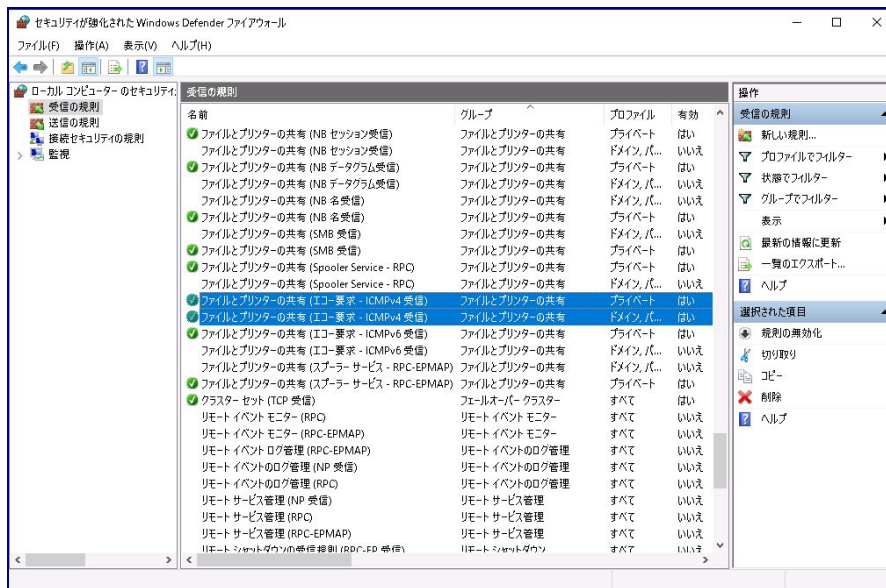 セキュリティが強化された Windows Defender ファイアウォール
ファイル(F) 操作(A) 表示(V) ヘルプ(H)
ローカル コンピューター のセキュリティ
受信の規則
送信の規則
接続セキュリティの規則
監視
受信の規則
名前 グループ プロファイル 有効
ファイルとプリンターの共有 (NB セッション受信) ファイルとプリンターの共有 プライベート はい
ファイルとプリンターの共有 (NB セッション受信) ファイルとプリンターの共有 ドメイン, パ... いいえ
ファイルとプリンターの共有 (NB データグラム受信) ファイルとプリンターの共有 プライベート はい
ファイルとプリンターの共有 (NB データグラム受信) ファイルとプリンターの共有 ドメイン, パ... いいえ
ファイルとプリンターの共有 (NB 名受信) ファイルとプリンターの共有 ドメイン, パ... いいえ
ファイルとプリンターの共有 (NB 名受信) ファイルとプリンターの共有 プライベート はい
ファイルとプリンターの共有 (SMB 受信) ファイルとプリンターの共有 ドメイン, パ... いいえ
ファイルとプリンターの共有 (SMB 受信) ファイルとプリンターの共有 プライベート はい
ファイルとプリンターの共有 (Spooler Service - RPC) ファイルとプリンターの共有 プライベート はい
ファイルとプリンターの共有 (Spooler Service - RPC) ファイルとプリンターの共有 ドメイン, パ... いいえ
ファイルとプリンターの共有 (エコー要求 - ICMPv4 受信) ファイルとプリンターの共有 プライベート はい
ファイルとプリンターの共有 (エコー要求 - ICMPv4 受信) ファイルとプリンターの共有 ドメイン, パ... はい
ファイルとプリンターの共有 (エコー要求 - ICMPv6 受信) ファイルとプリンターの共有 プライベート はい
ファイルとプリンターの共有 (エコー要求 - ICMPv6 受信) ファイルとプリンターの共有 ドメイン, パ... いいえ
ファイルとプリンターの共有 (スプーラー サービス - RPC-EPMAP) ファイルとプリンターの共有 ドメイン, パ... いいえ
ファイルとプリンターの共有 (スプーラー サービス - RPC-EPMAP) ファイルとプリンターの共有 プライベート はい
クラスター セット (TCP 受信) フェールオーバー クラスター すべて はい
リモート イベント モニター (RPC) リモート イベント モニター すべて いいえ
リモート イベント モニター (RPC-EPMAP) リモート イベント モニター すべて いいえ
リモート イベント ログ管理 (RPC-EPMAP) リモート イベントのログ管理 すべて いいえ
リモート イベントのログ管理 (NP 受信) リモート イベントのログ管理 すべて いいえ
リモート イベントのログ管理 (RPC) リモート イベントのログ管理 すべて いいえ
リモート サービス管理 (NP 受信) リモート サービス管理 すべて いいえ
リモート サービス管理 (RPC) リモート サービス管理 すべて いいえ
リモート サービス管理 (RPC-EPMAP) リモート サービス管理 すべて いいえ
リモート シャットダウンの受信規則 (RPC-EP 受信) リモート シャットダウン すべて いいえ
操作
受信の規則
新しい規則...
プロファイルでフィルター
状態でフィルター
グループでフィルター
表示
最新の情報に更新
一覧のエクスポート...
ヘルプ
選択された項目
規則の無効化
切り取り
コピー
削除
ヘルプ